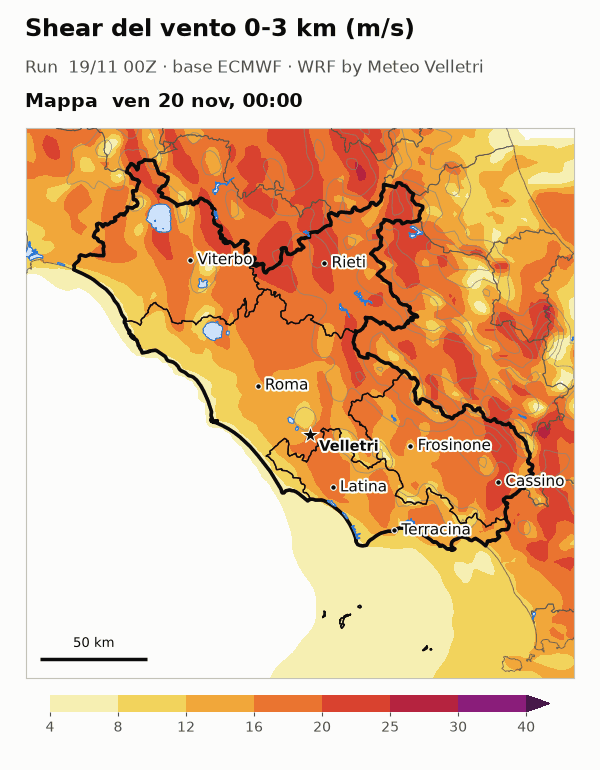 Shear del vento 0-3 km (m/s)
Run  19/11 00Z · base ECMWF · WRF by Meteo Velletri
Mappa  ven 20 nov, 00:00
Viterbo
Rieti
Roma
Velletri
Frosinone
Latina
Cassino
Terracina
50 km
4 8 12 16 20 25 30 40